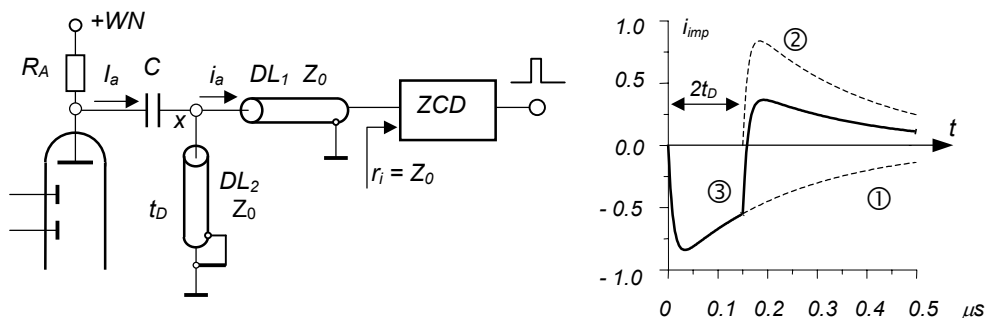 +WN
R_A
I_a
C
i_a
DL_1 Z_0
ZCD
x
r_i = Z_0
DL_2
t_D
Z_0
i_imp
②
0.5
2t_D
t
0.0
③
①
- 0.5
- 1.0
0 0.1 0.2 0.3 0.4 0.5 μs
1.0